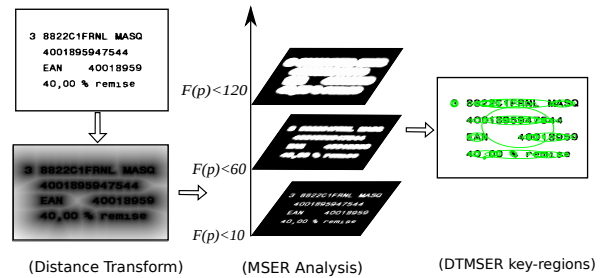 3 8822C1FRNL MASQ
4001895947544
EAN 40018959
40,00 % remise
3 8822C1FRNL MASQ
4001895947544
EAN 40018959
40,00 % remise
(Distance Transform)
F(p)<120
F(p)<60
F(p)<10
3 8822C1FRNL MASQ
4001895947544
EAN 40018959
40,00 % remise
(MSER Analysis)
3 8822C1FRNL MASQ
4001895947544
EAN 40018959
40,00 % remise
(DTMSER key-regions)